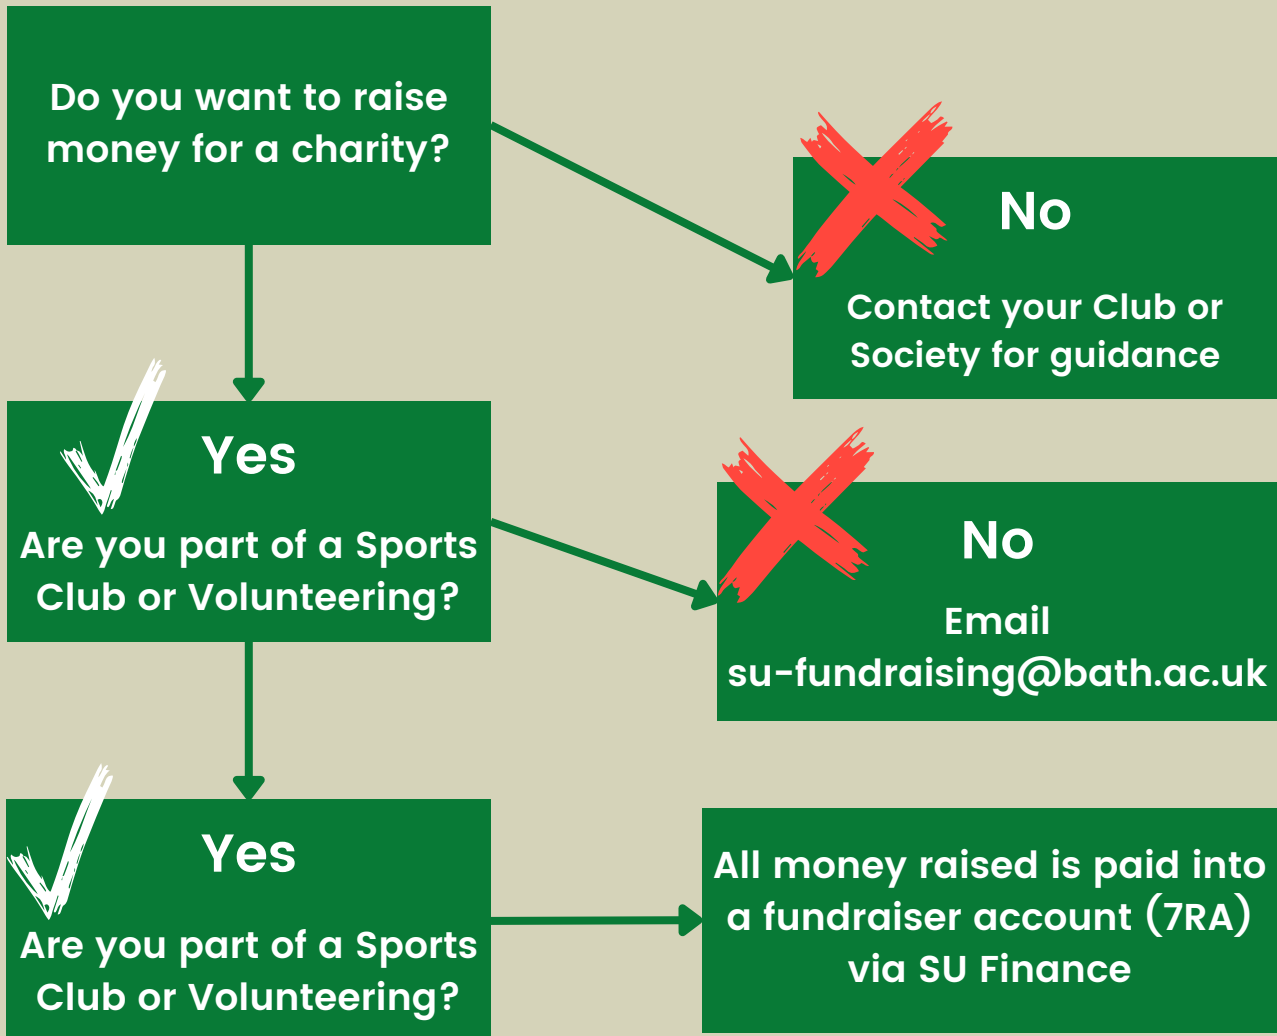 Do you want to raise
money for a charity?
No
Contact your Club or
Society for guidance
Yes
Are you part of a Sports
Club or Volunteering?
No
Email
su-fundraising@bath.ac.uk
Yes
Are you part of a Sports
Club or Volunteering?
All money raised is paid into
a fundraiser account (7RA)
via SU Finance